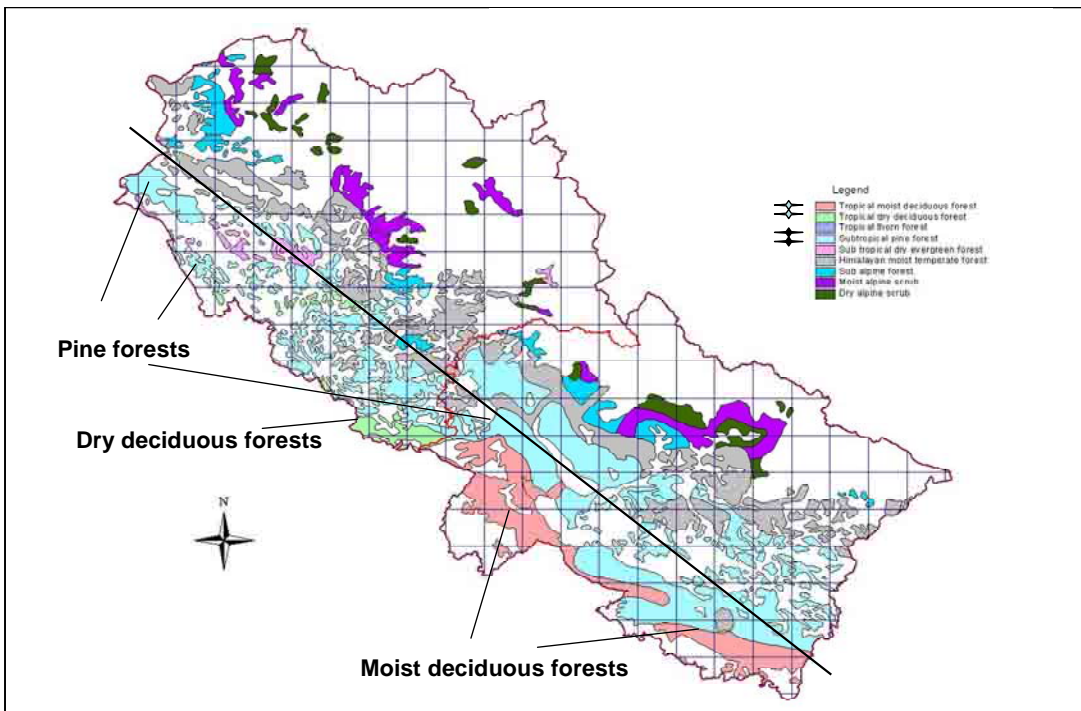 Legend
Tropical moist deciduous forest
Tropical dry deciduous forest
Tropical thorn forest
Subtropical pine forest
Sub tropical dry evergreen forest
Himalayan moist temperate forest
Sub alpine forest
Moist alpine scrub
Dry alpine scrub
Pine forests
Dry deciduous forests
N
Moist deciduous forests